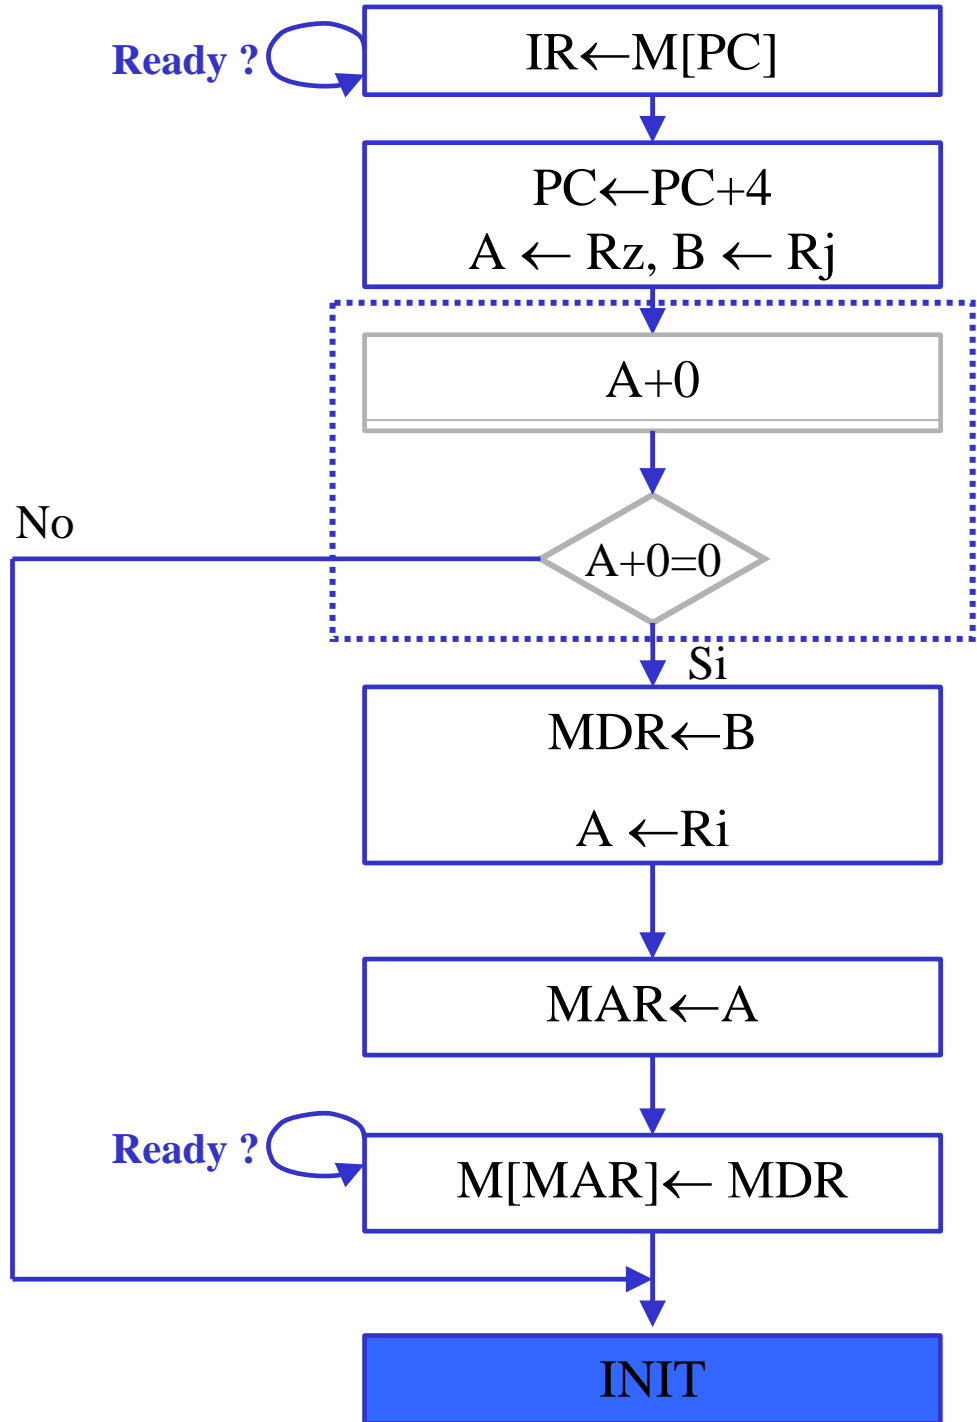 Ready ?
IR←M[PC]
PC←PC+4
A ← Rz, B ← Rj
A+0
No
A+0=0
Si
MDR←B
A ←Ri
MAR←A
Ready ?
M[MAR]← MDR
INIT